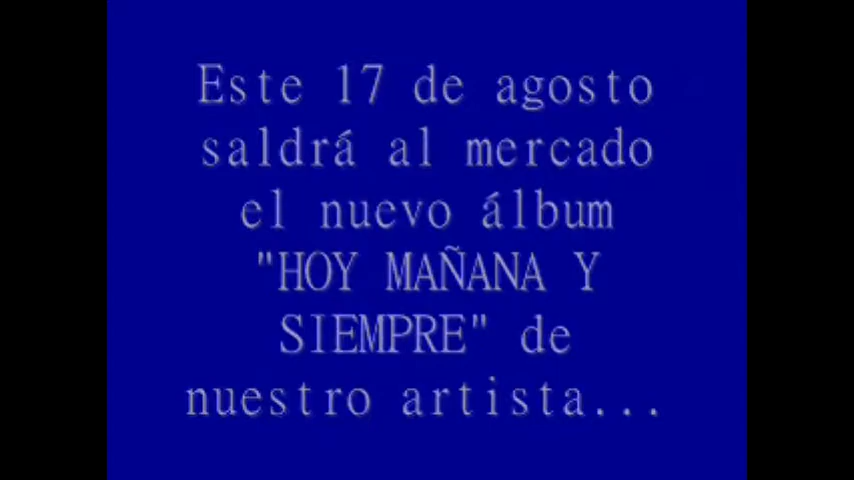 Este 17 de agosto
saldrá al mercado
el nuevo álbum
"HOY MAÑANA Y
SIEMPRE" de
nuestro artista...